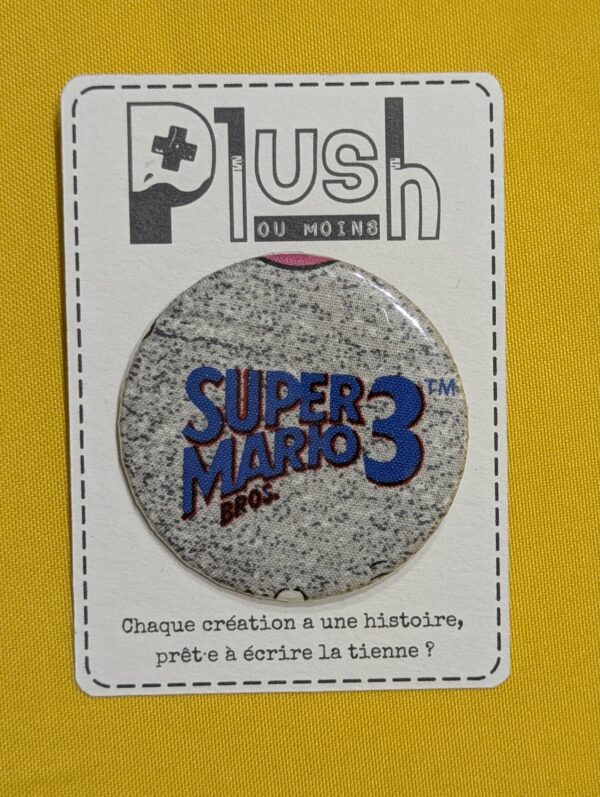 Plush
OU MOINS
SUPER
MARIO 3 TM
BROS.
Chaque création a une histoire,
prêt·e à écrire la tienne ?